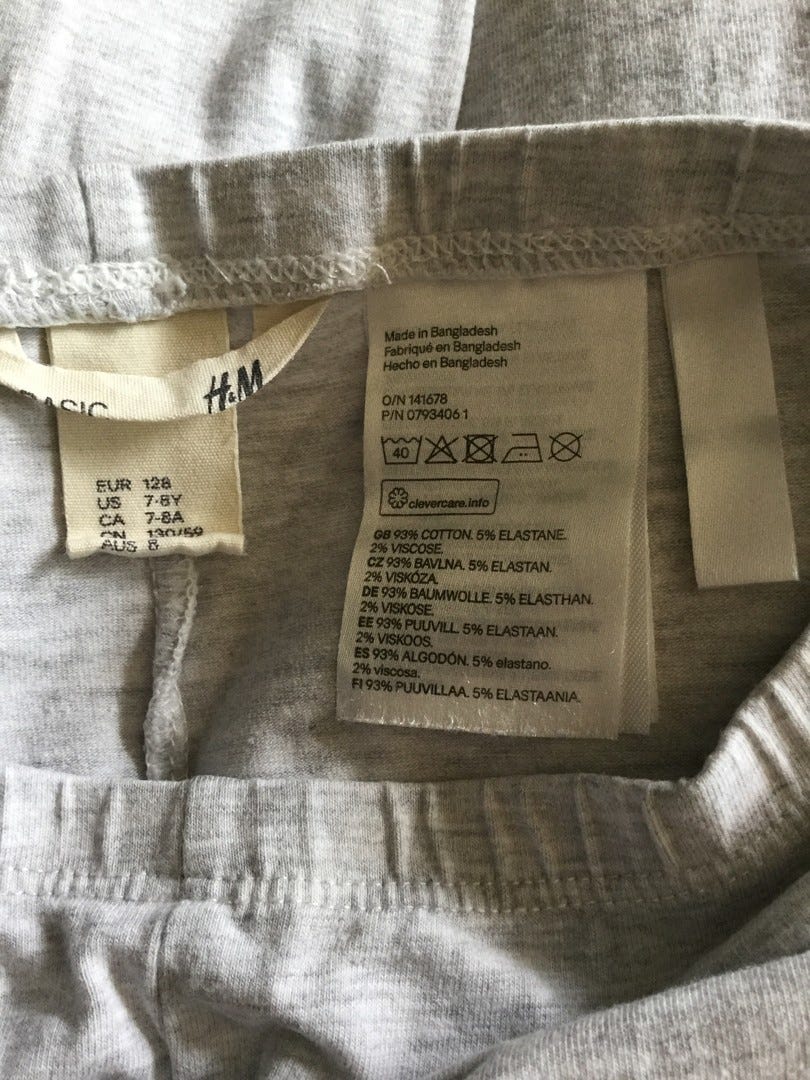 H&M
BASIC
EUR 128
US 7-8Y
CA 7-8A
CN 130/59
AUS 8
Made in Bangladesh
Fabriqué en Bangladesh
Hecho en Bangladesh
O/N 141678
P/N 0793406 1
40
clevercare.info
GB 93% COTTON. 5% ELASTANE.
2% VISCOSE.
CZ 93% BAVLNA. 5% ELASTAN.
2% VISKÓZA.
DE 93% BAUMWOLLE. 5% ELASTHAN.
2% VISKOSE.
EE 93% PUUVILL. 5% ELASTAAN.
2% VISKOOS.
ES 93% ALGODÓN. 5% elastano.
2% viscosa.
FI 93% PUUVILLAA. 5% ELASTAANIA.